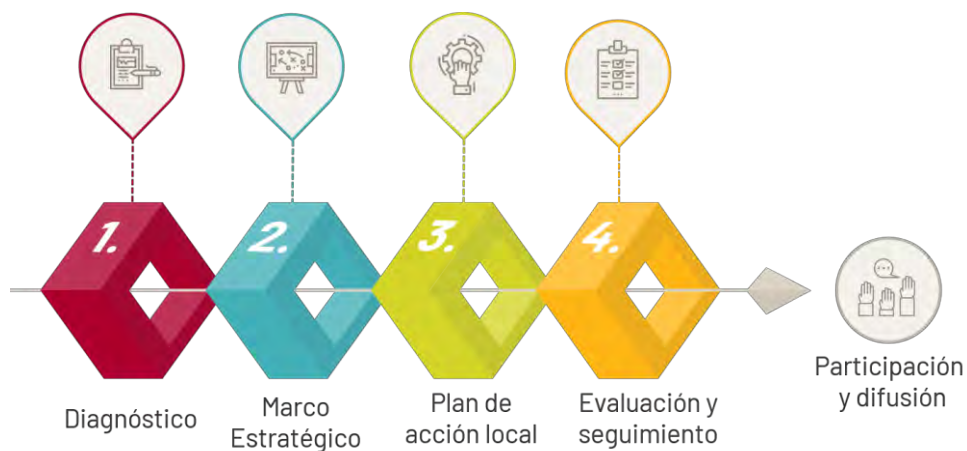 1.
2.
3.
4.
Diagnóstico
Marco
Estratégico
Plan de
acción local
Evaluación y
seguimiento
Participación
y difusión